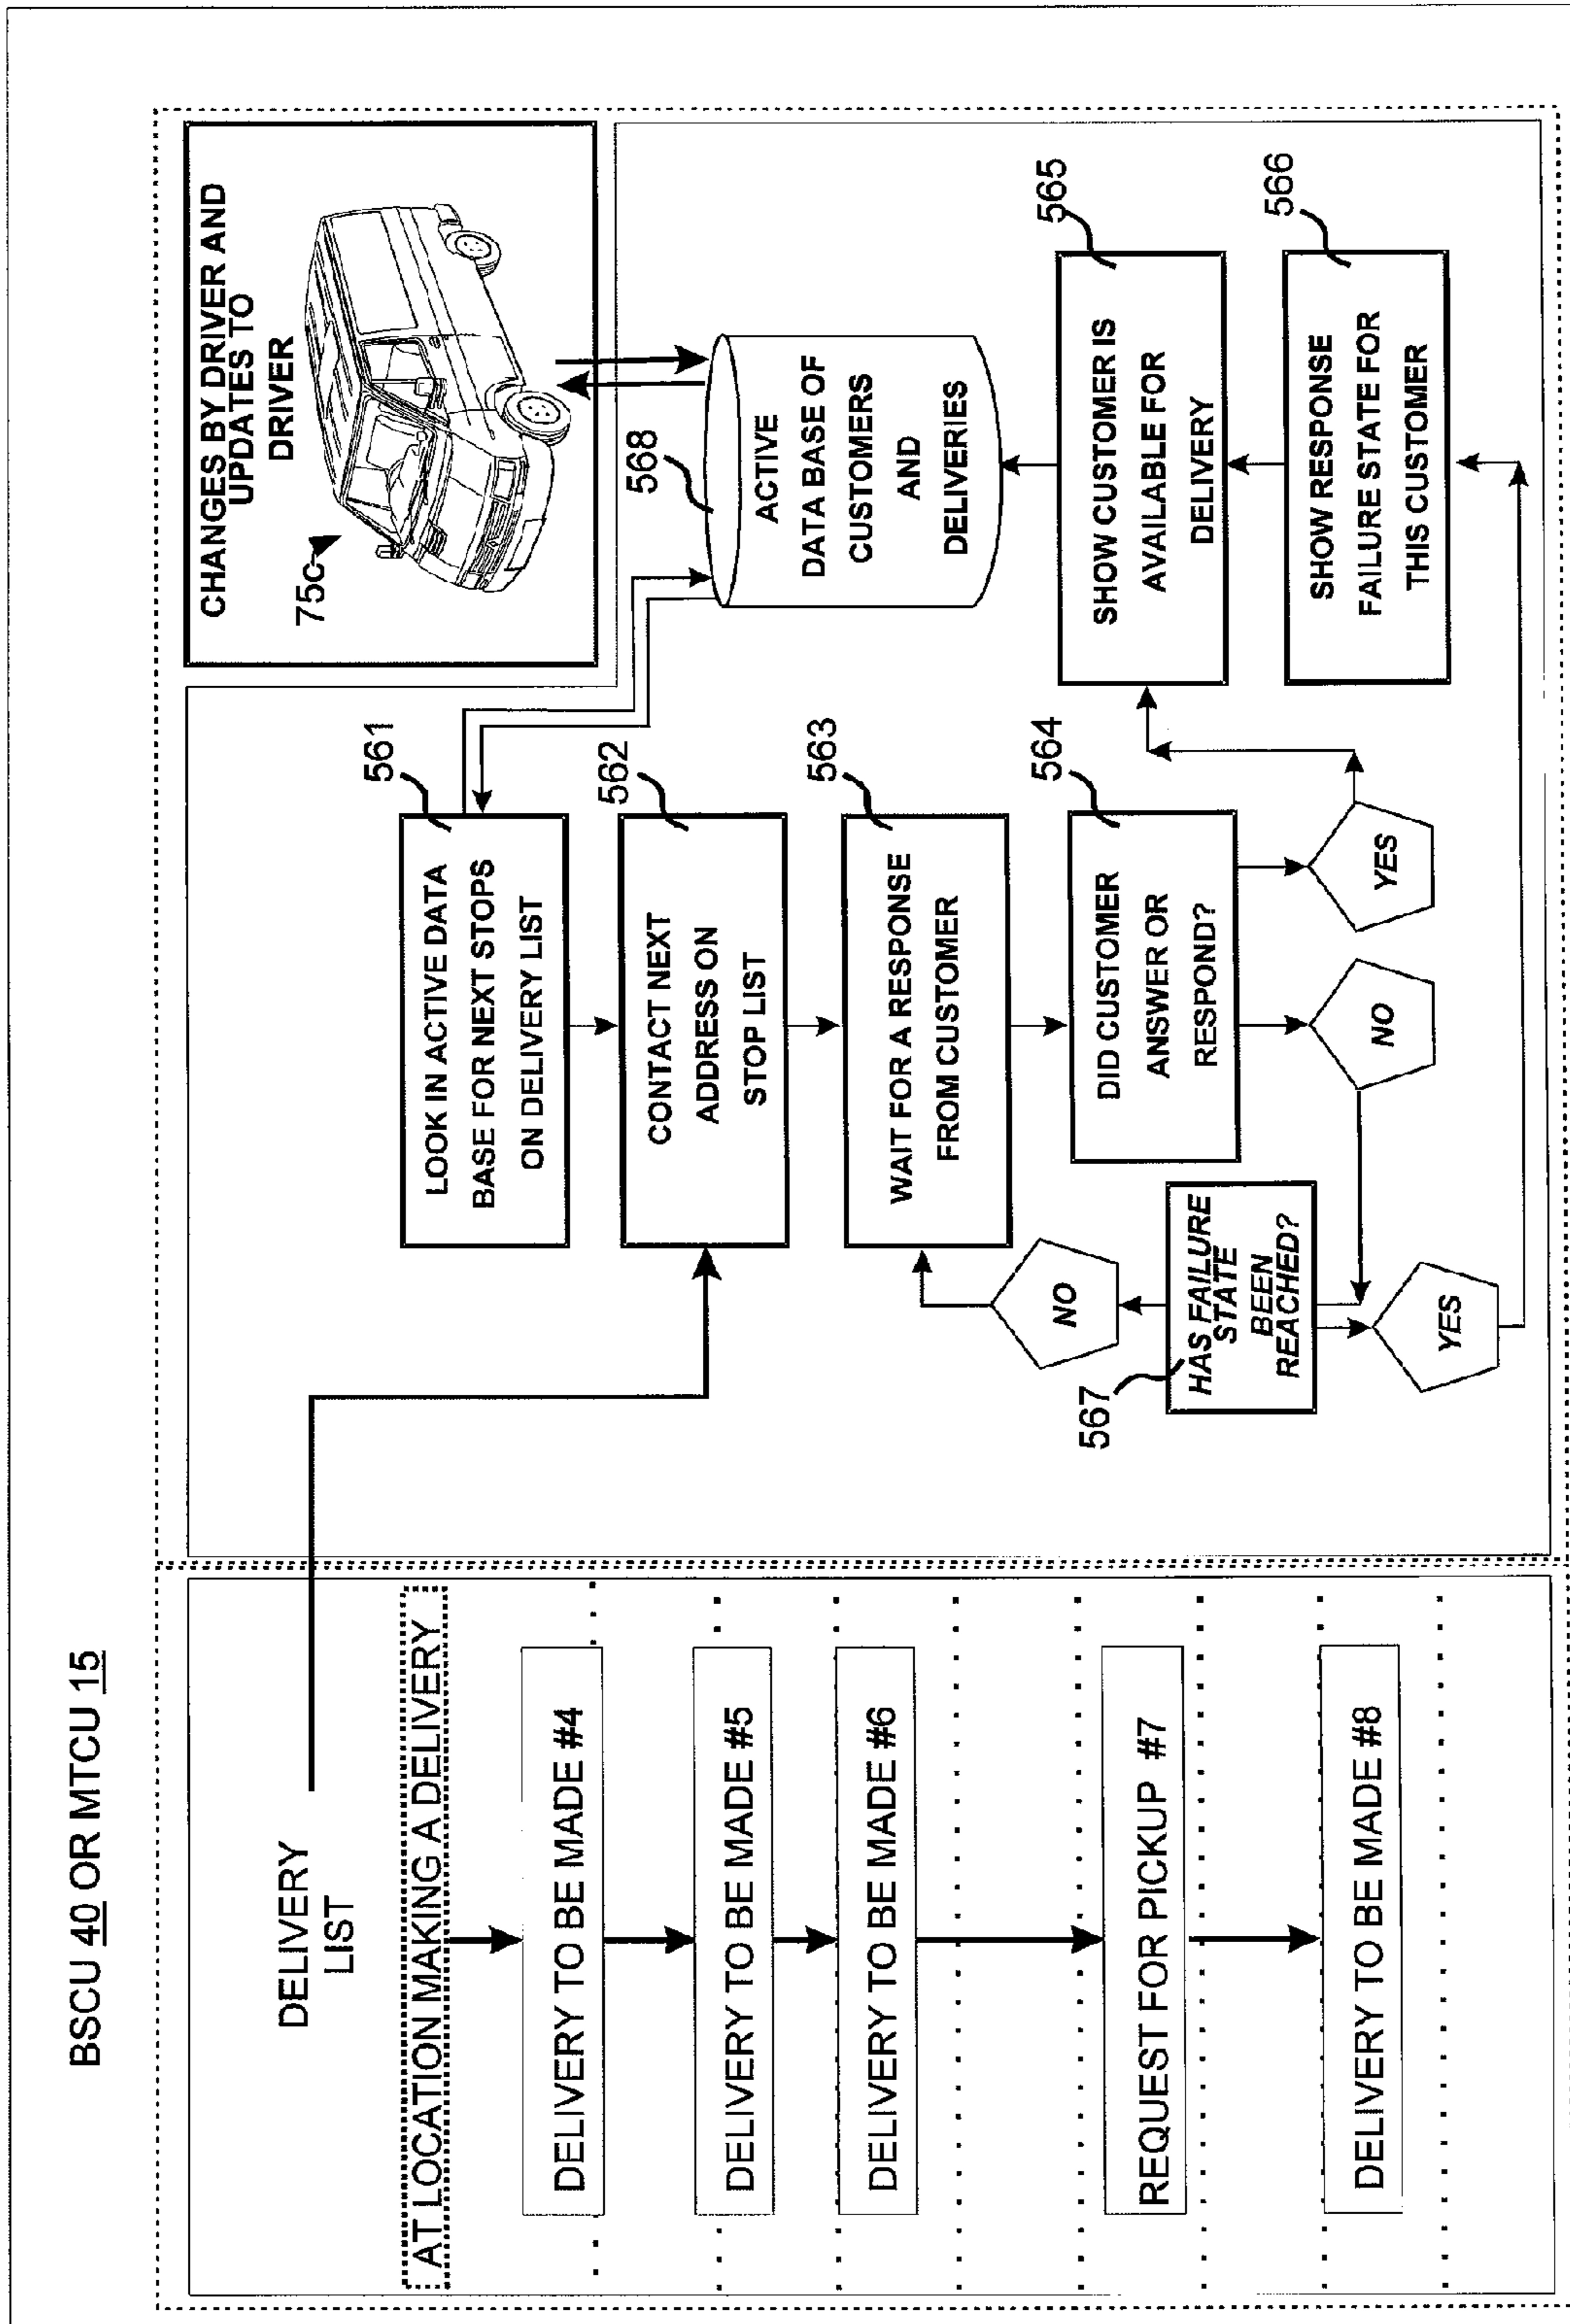 BSCU 40 OR MTCU 15
DELIVERY
LIST
AT LOCATION MAKING A DELIVERY
DELIVERY TO BE MADE #4
DELIVERY TO BE MADE #5
DELIVERY TO BE MADE #6
REQUEST FOR PICKUP #7
DELIVERY TO BE MADE #8
561
LOOK IN ACTIVE DATA
BASE FOR NEXT STOPS
ON DELIVERY LIST
562
CONTACT NEXT
ADDRESS ON
STOP LIST
563
WAIT FOR A RESPONSE
FROM CUSTOMER
564
DID CUSTOMER
ANSWER OR
RESPOND?
NO
567
HAS FAILURE
STATE
BEEN
REACHED?
YES
NO
YES
CHANGES BY DRIVER AND
UPDATES TO
DRIVER
75c
568
ACTIVE
DATA BASE OF
CUSTOMERS
AND
DELIVERIES
565
SHOW CUSTOMER IS
AVAILABLE FOR
DELIVERY
566
SHOW RESPONSE
FAILURE STATE FOR
THIS CUSTOMER